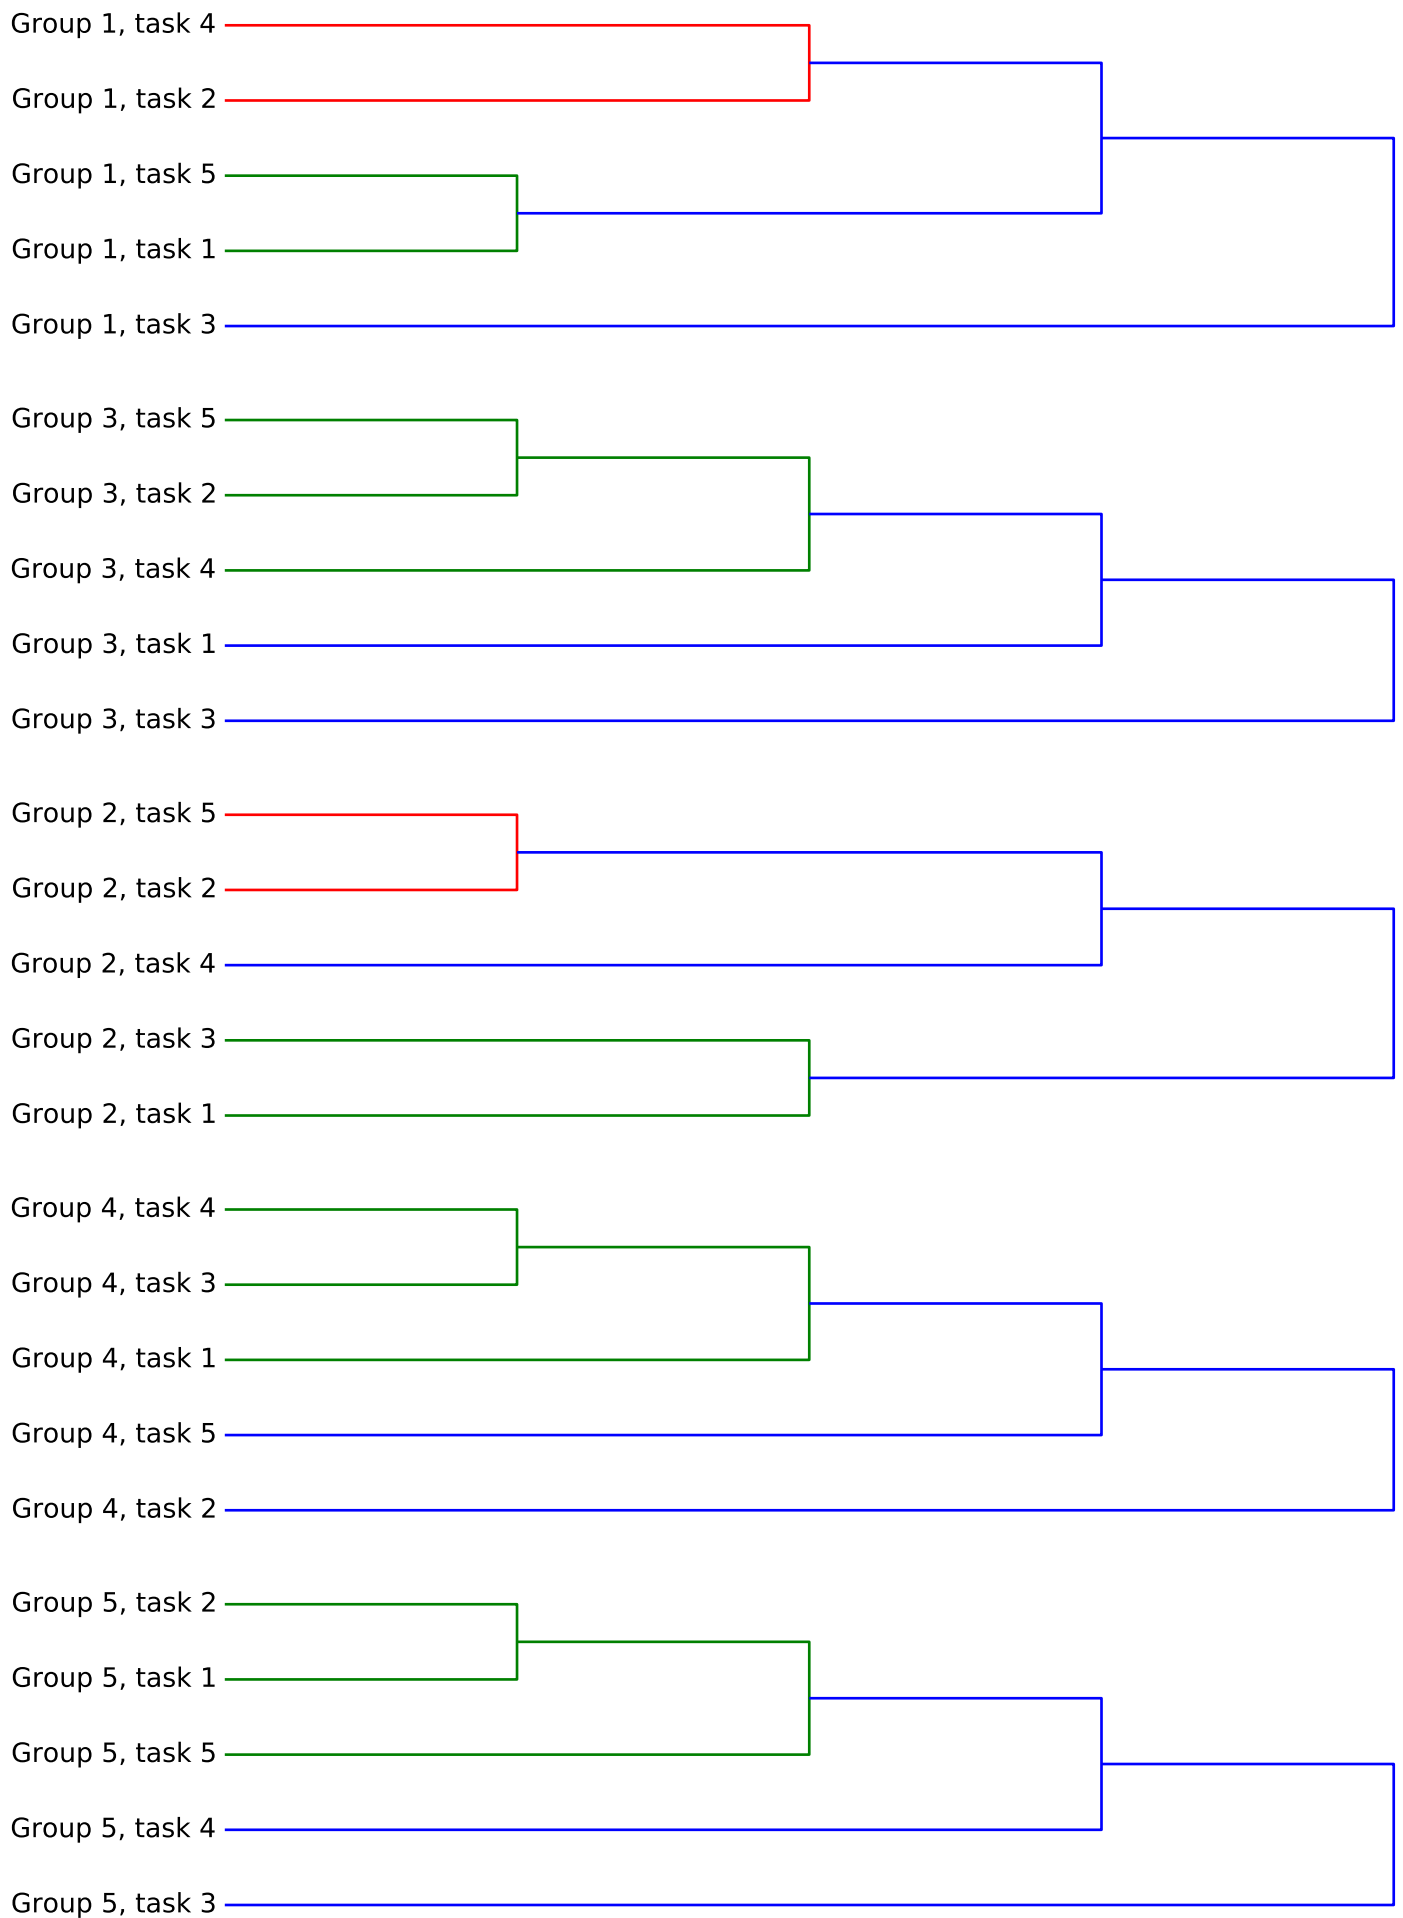 Group 1, task 4
Group 1, task 2
Group 1, task 5
Group 1, task 1
Group 1, task 3
Group 3, task 5
Group 3, task 2
Group 3, task 4
Group 3, task 1
Group 3, task 3
Group 2, task 5
Group 2, task 2
Group 2, task 4
Group 2, task 3
Group 2, task 1
Group 4, task 4
Group 4, task 3
Group 4, task 1
Group 4, task 5
Group 4, task 2
Group 5, task 2
Group 5, task 1
Group 5, task 5
Group 5, task 4
Group 5, task 3